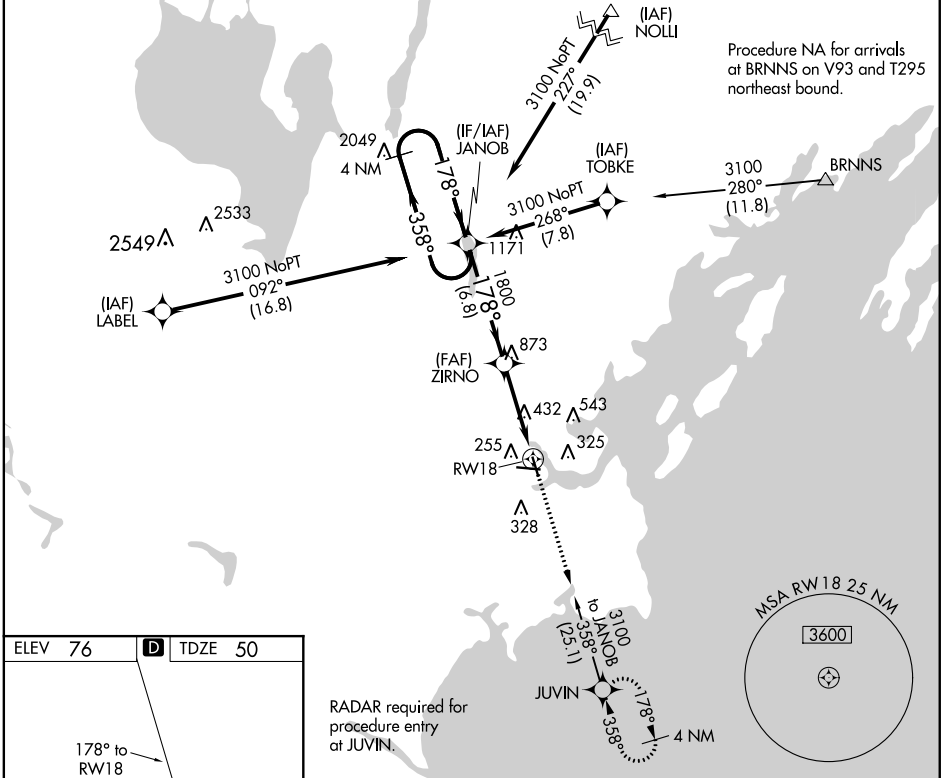 (IAF)
NOLLI
3100 NoPT
227°
(19.9)
Procedure NA for arrivals
at BRNNS on V93 and T295
northeast bound.
2049
4 NM
(IF/IAF)
JANOB
178°
358°
(IAF)
TOBKE
3100 NoPT
268°
(7.8)
3100
280°
(11.8)
BRNNS
2533
2549
1171
3100 NoPT
092°
(16.8)
(IAF)
LABEL
1800
178°
(6.8)
(FAF)
ZIRNO
873
432
543
255
325
RW18
328
3100
to JANOB
358°
(25.1)
JUVIN
178°
358°
4 NM
MSA RW18 25 NM
3600
RADAR required for
procedure entry
at JUVIN.
ELEV 76 D TDZE 50
178° to
RW18